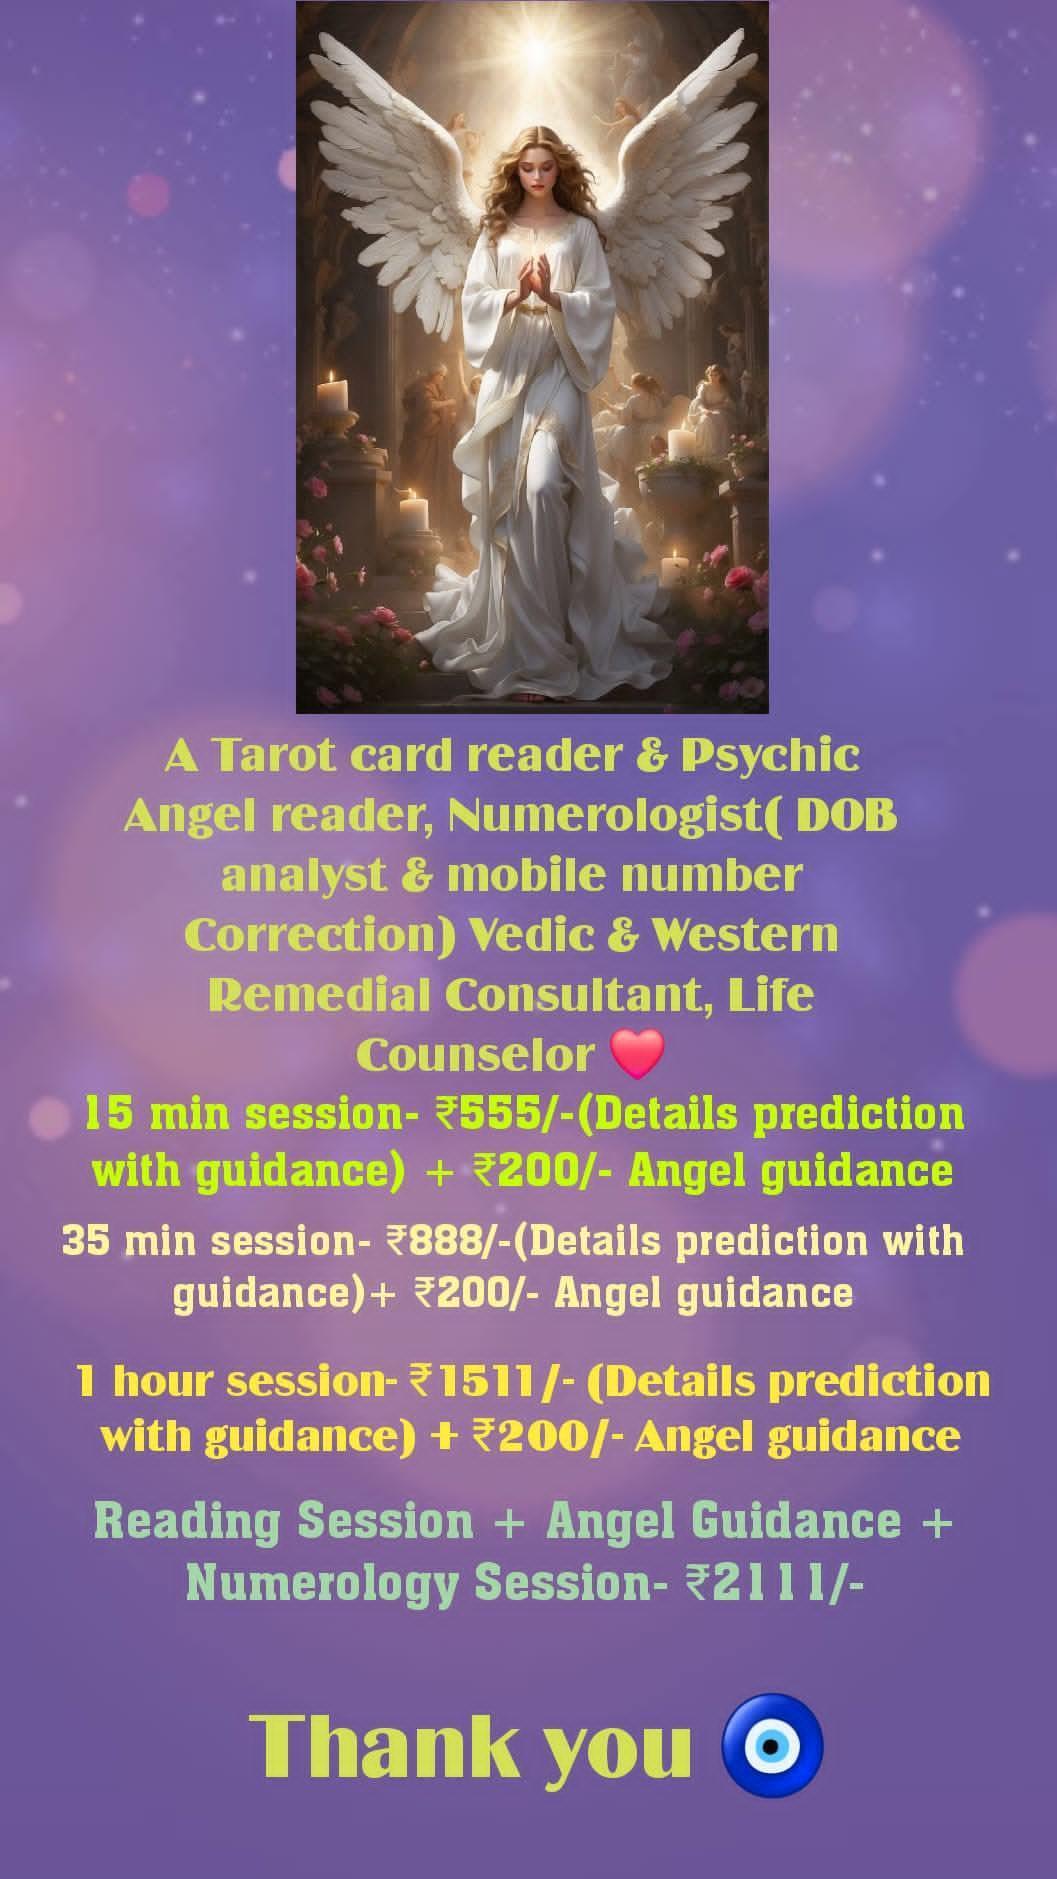 A Tarot card reader & Psychic
Angel reader, Numerologist( DOB
analyst & mobile number
Correction) Vedic & Western
Remedial Consultant, Life
Counselor ❤️
15 min session- ₹555/-(Details prediction
with guidance) + ₹200/- Angel guidance
35 min session- ₹888/-(Details prediction with
guidance)+ ₹200/- Angel guidance
1 hour session- ₹1511/- (Details prediction
with guidance) + ₹200/- Angel guidance
Reading Session + Angel Guidance +
Numerology Session- ₹2111/-
Thank you 🧿